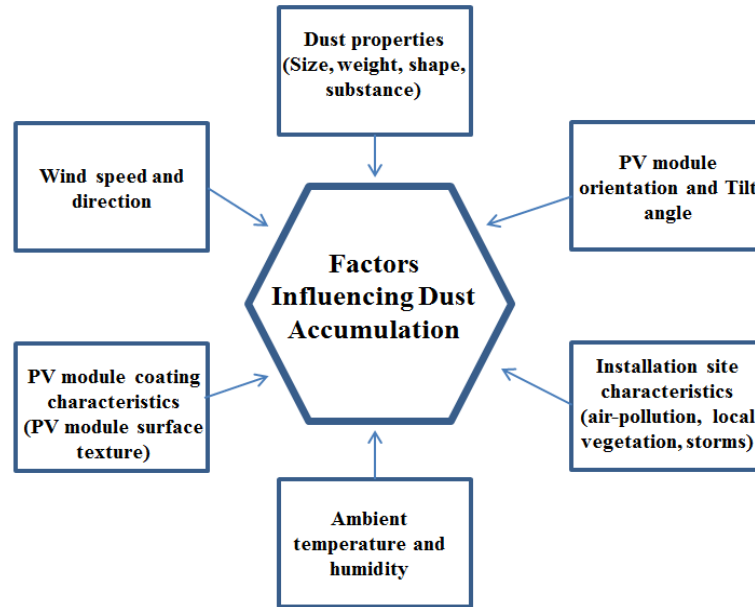 Dust properties
(Size, weight, shape,
substance)
Wind speed and
direction
PV module
orientation and Tilt
angle
Factors
Influencing Dust
Accumulation
PV module coating
characteristics
(PV module surface
texture)
Installation site
characteristics
(air-pollution, local
vegetation, storms)
Ambient
temperature and
humidity